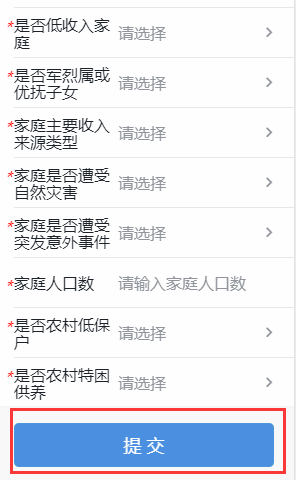 *是否低收入家 请选择
庭
*是否军烈属或 请选择
优抚子女
*家庭主要收入 请选择
来源类型
*家庭是否遭受 请选择
自然灾害
*家庭是否遭受 请选择
突发意外事件
*家庭人口数 请输入家庭人口数
*是否农村低保 请选择
户
*是否农村特困 请选择
供养
提交